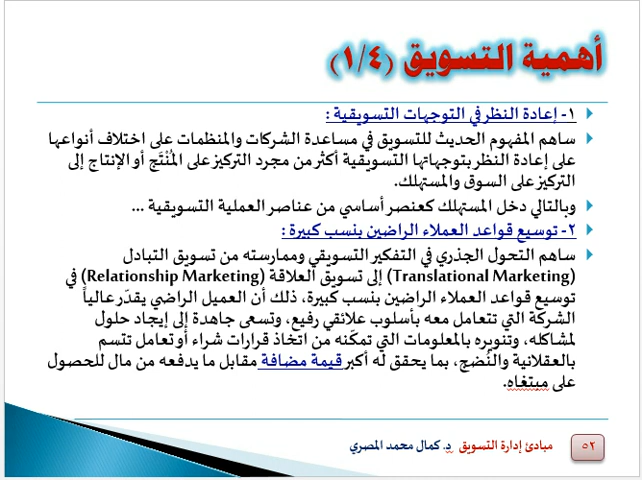 أهمية التسويق (١/٤)
١- إعادة النظر في التوجهات التسويقية :
ساهم المفهوم الحديث للتسويق في مساعدة الشركات والمنظمات على اختلاف أنواعها
على إعادة النظر بتوجهاتها التسويقية أكثر من مجرد التركيز على المُنْتَج أو الإنتاج إلى
التركيز على السوق والمستهلك.
وبالتالي دخل المستهلك كعنصر أساسي من عناصر العملية التسويقية ...
٢- توسيع قواعد العملاء الراضين بنسب كبيرة :
ساهم التحول الجذري في التفكير التسويقي وممارسته من تسويق التبادل
(Translational Marketing) إلى تسويق العلاقة (Relationship Marketing) في
توسيع قواعد العملاء الراضين بنسب كبيرة، ذلك أن العميل الراضي يقدّر عالياً
الشركة التي تتعامل معه بأسلوب علائقي رفيع، وتسعى جاهدة إلى إيجاد حلول
لمشاكله، وتنويره بالمعلومات التي تمكّنه من اتخاذ قرارات شراء أو تعامل تتسم
بالعقلانية والنُضج، بما يحقق له أكبر قيمة مضافة مقابل ما يدفعه من مال للحصول
على مبتغاه.
٥٢ مبادئ إدارة التسويق د. كمال محمد المصري